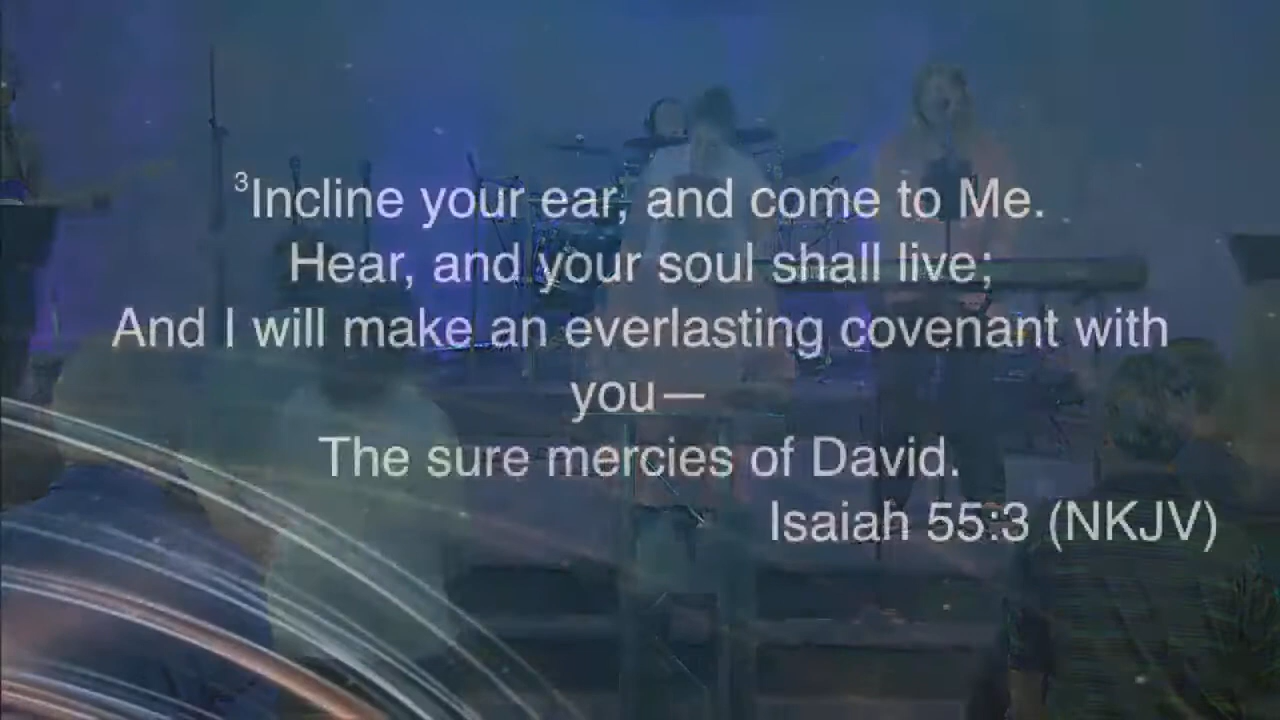 ³Incline your ear, and come to Me.
Hear, and your soul shall live;
And I will make an everlasting covenant with
you—
The sure mercies of David.
Isaiah 55:3 (NKJV)